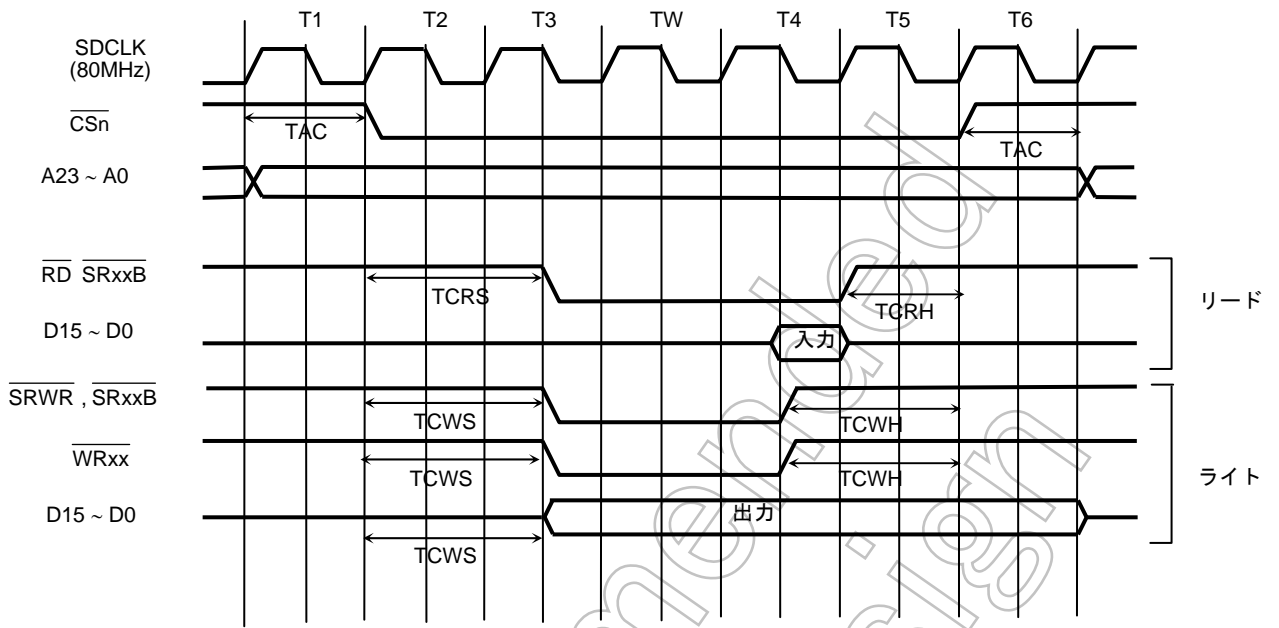 T1 T2 T3 TW T4 T5 T6
SDCLK
(80MHz)
CSn
TAC
TAC
A23 ~ A0
RD SRxxB
TCRS
TCRH
リード
D15 ~ D0
入力
SRWR , SRxxB
TCWS
TCWH
WRxx
TCWS
TCWH
ライト
D15 ~ D0
出力
TCWS
mended
sign